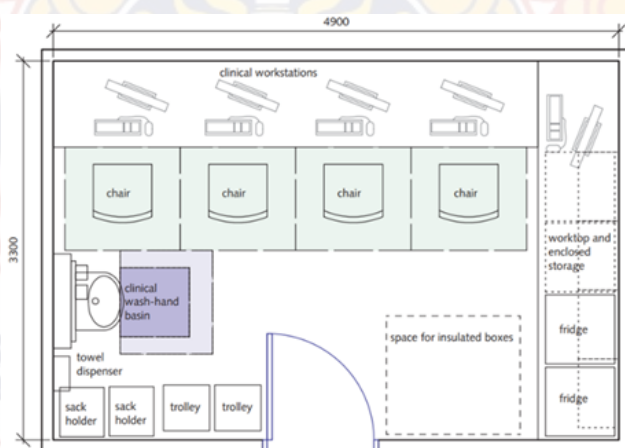 4900
clinical workstations
chair
chair
chair
chair
3300
worktop and
enclosed
storage
clinical
wash-hand
basin
space for insulated boxes
fridge
towel
dispenser
sack
holder
sack
holder
trolley
trolley
fridge